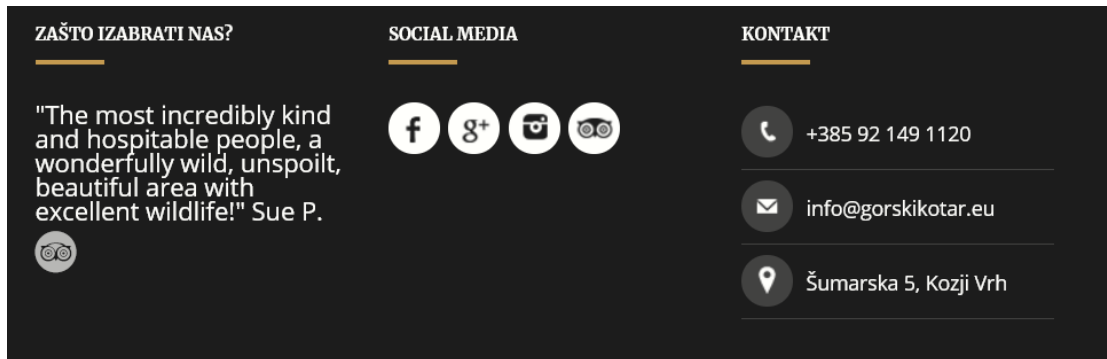 ZAŠTO IZABRATI NAS?
"The most incredibly kind
and hospitable people, a
wonderfully wild, unspoilt,
beautiful area with
excellent wildlife!" Sue P.
SOCIAL MEDIA
f g+
KONTAKT
+385 92 149 1120
info@gorskikotar.eu
Šumarska 5, Kozji Vrh